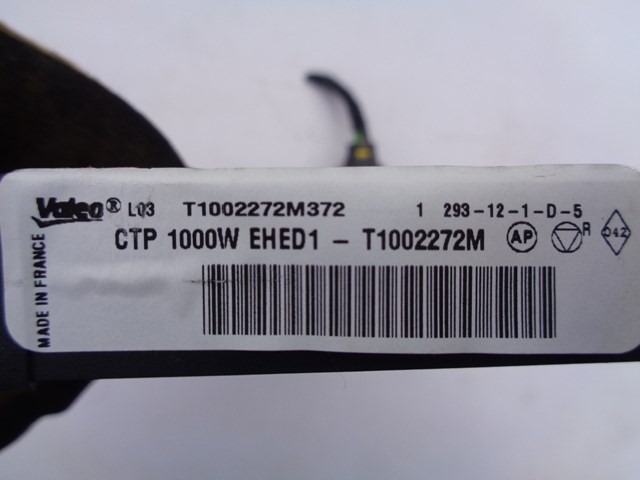 Valeo® L03 T1002272M372 1 293-12-1-D-5
CTP 1000W EHED1 - T1002272M AP R 042
MADE IN FRANCE